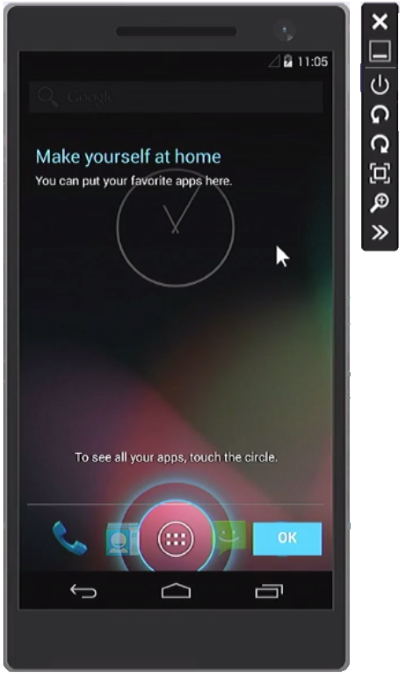 11:05
Google
Make yourself at home
You can put your favorite apps here.
To see all your apps, touch the circle.
OK